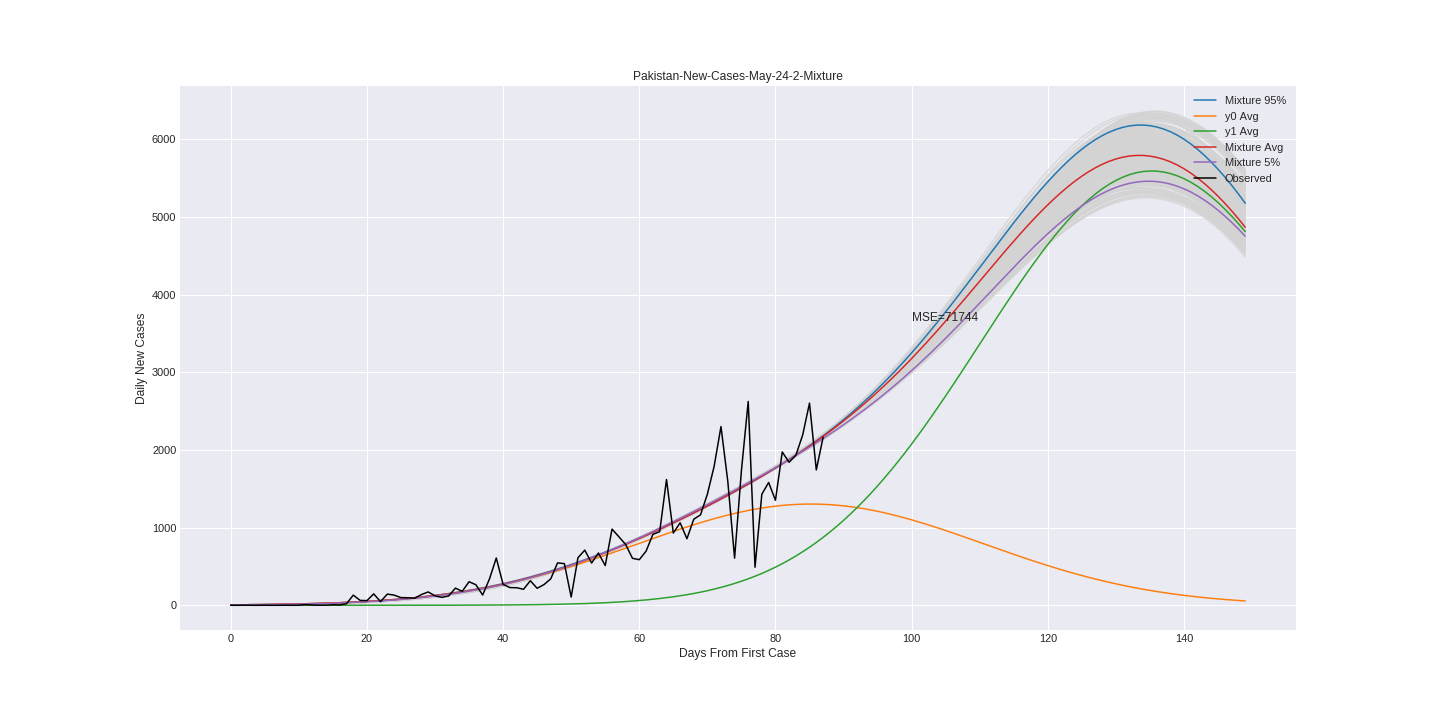 Pakistan-New-Cases-May-24-2-Mixture
Mixture 95%
y0 Avg
y1 Avg
Mixture Avg
Mixture 5%
Observed
6000
5000
4000
3000
2000
1000
0
MSE=71744
Daily New Cases
0 20 40 60 80 100 120 140
Days From First Case